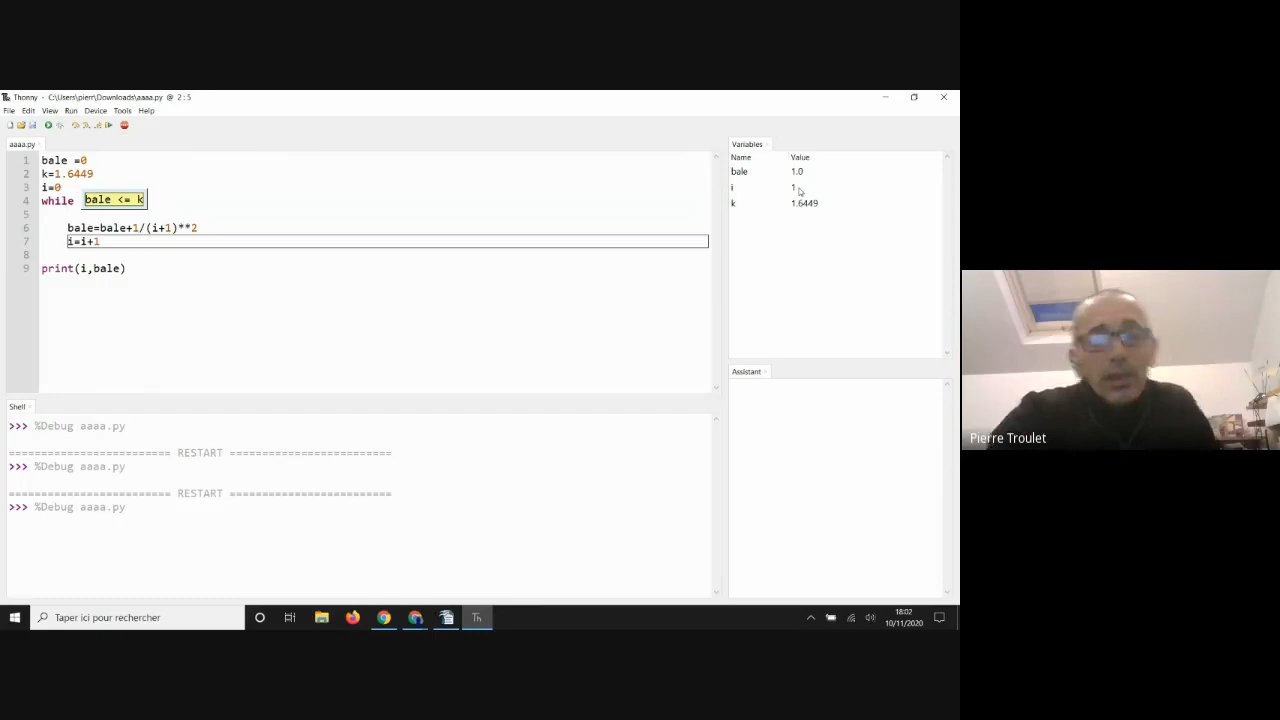 Thonny - C:\Users\pierr\Downloads\aaaa.py @ 2:5
File Edit View Run Device Tools Help
aaaa.py
1 bale =0
2 k=1.6449
3 i=0
4 while bale <= k
5
6 bale=bale+1/(i+1)**2
7 i=i+1
8
9 print(i,bale)
Variables
Name Value
bale 1.0
i 1
k 1.6449
Assistant
Shell
>>> %Debug aaaa.py
========================= RESTART =========================
>>> %Debug aaaa.py
========================= RESTART =========================
>>> %Debug aaaa.py
Pierre Troulet
Taper ici pour rechercher
Th
18:02
10/11/2020